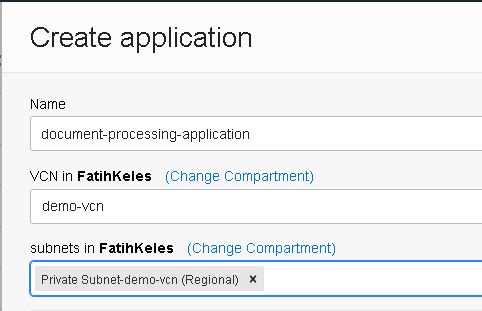 Create application
Name
document-processing-application
VCN in FatihKeles (Change Compartment)
demo-vcn
subnets in FatihKeles (Change Compartment)
Private Subnet-demo-vcn (Regional) x